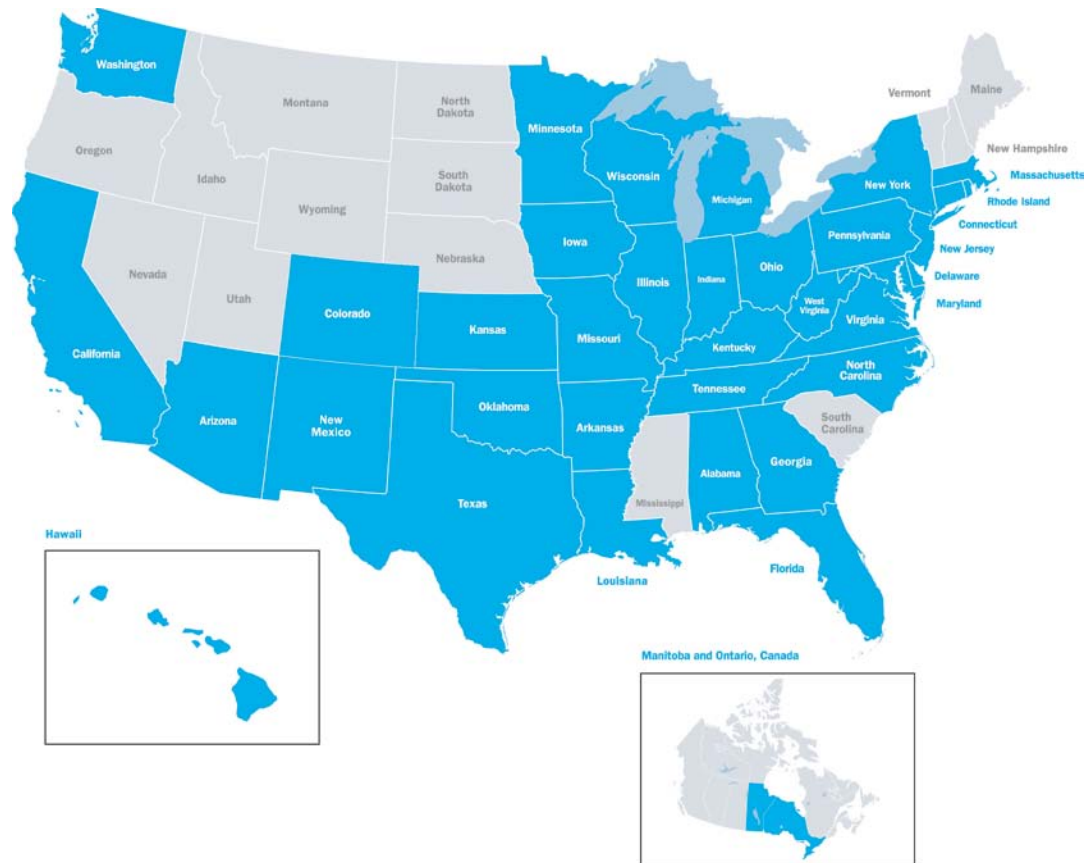 Washington
Montana
North
Dakota
Minnesota
Vermont
Maine
Oregon
Idaho
South
Dakota
Wisconsin
New Hampshire
Massachusetts
Wyoming
Michigan
New York
Rhode Island
Connecticut
Nevada
Utah
Nebraska
Iowa
Pennsylvania
New Jersey
Illinois
Indiana
Ohio
Delaware
Maryland
West
Virginia
Virginia
California
Colorado
Kansas
Missouri
Kentucky
North
Carolina
Tennessee
Arizona
New
Mexico
Oklahoma
Arkansas
South
Carolina
Texas
Mississippi
Alabama
Georgia
Louisiana
Florida
Hawaii
Manitoba and Ontario, Canada